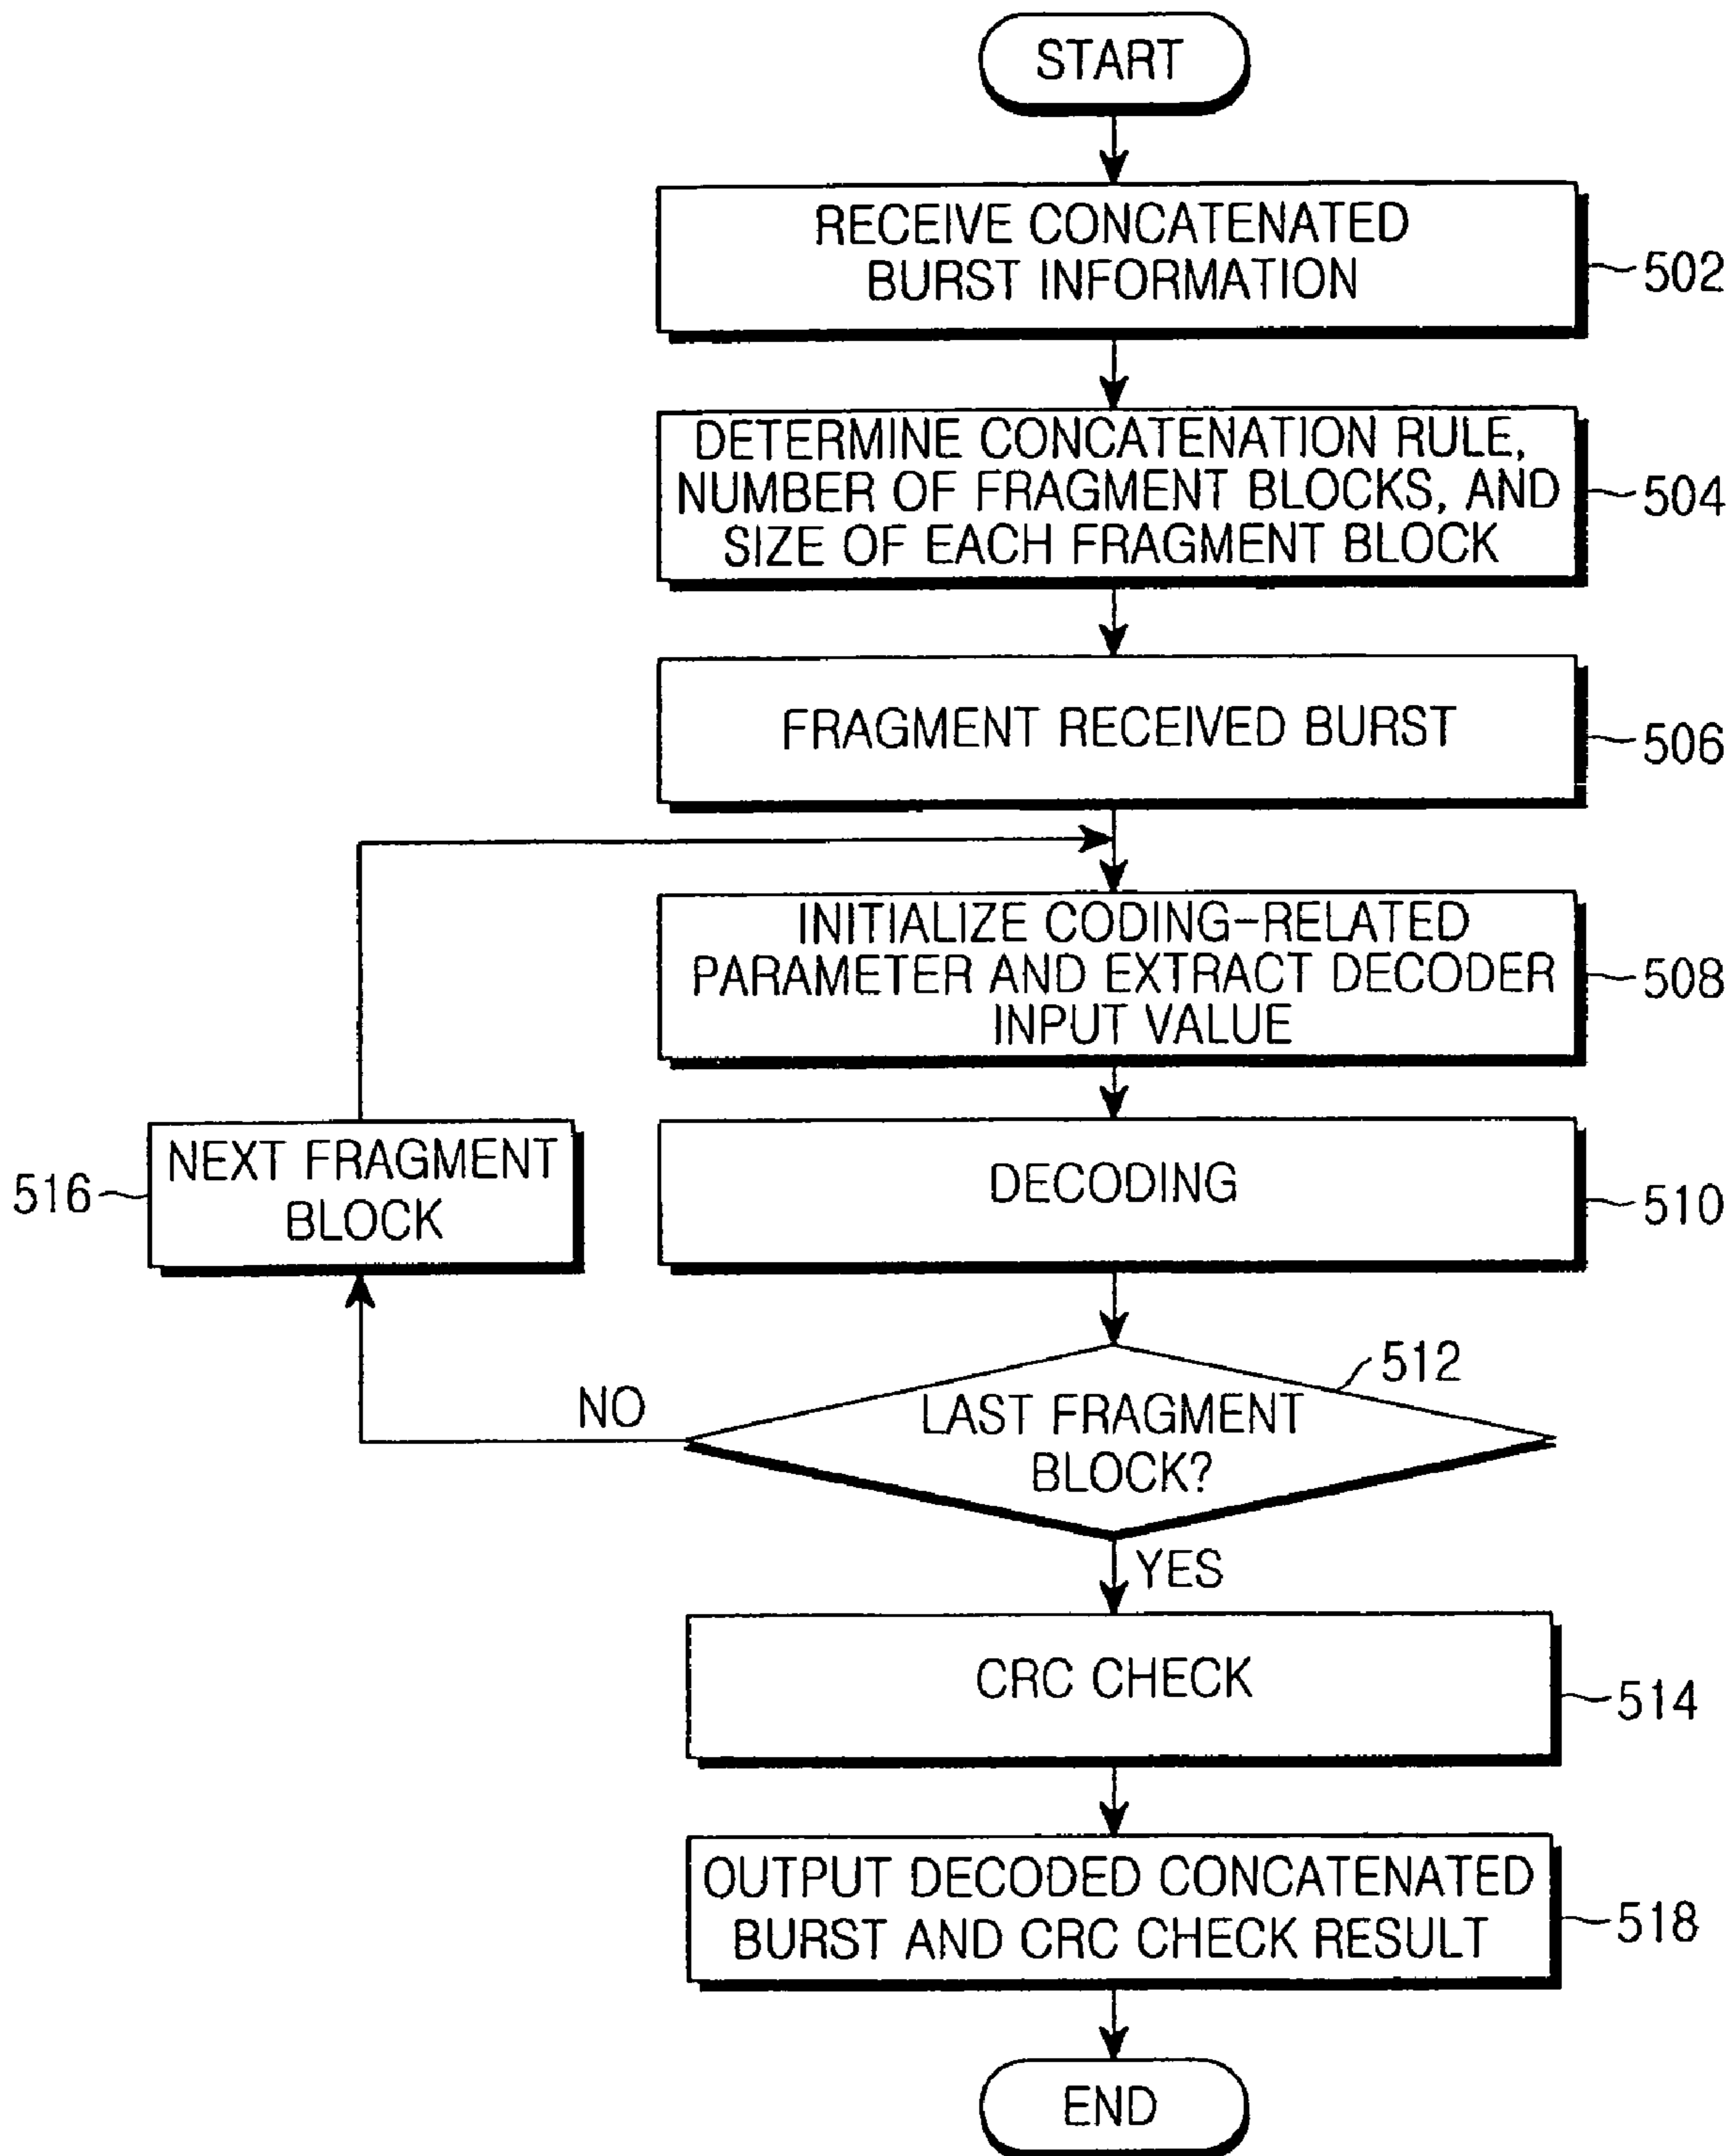 START
RECEIVE CONCATENATED
BURST INFORMATION
502
DETERMINE CONCATENATION RULE,
NUMBER OF FRAGMENT BLOCKS, AND
SIZE OF EACH FRAGMENT BLOCK
504
FRAGMENT RECEIVED BURST
506
INITIALIZE CODING-RELATED
PARAMETER AND EXTRACT DECODER
INPUT VALUE
508
NEXT FRAGMENT
BLOCK
516
DECODING
510
LAST FRAGMENT
BLOCK?
512
NO
YES
CRC CHECK
514
OUTPUT DECODED CONCATENATED
BURST AND CRC CHECK RESULT
518
END